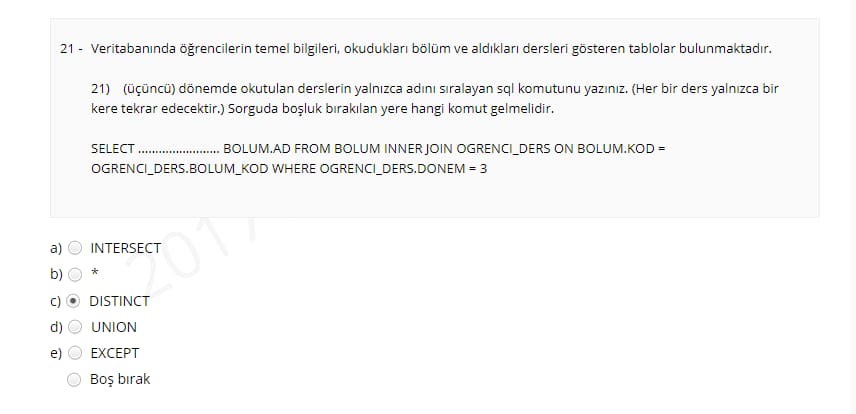 21 - Veritabanında öğrencilerin temel bilgileri, okudukları bölüm ve aldıkları dersleri gösteren tablolar bulunmaktadır.
21) (üçüncü) dönemde okutulan derslerin yalnızca adını sıralayan sql komutunu yazınız. (Her bir ders yalnızca bir
kere tekrar edecektir.) Sorguda boşluk bırakılan yere hangi komut gelmelidir.
SELECT ........................ BOLUM.AD FROM BOLUM INNER JOIN OGRENCI_DERS ON BOLUM.KOD =
OGRENCI_DERS.BOLUM_KOD WHERE OGRENCI_DERS.DONEM = 3
a) INTERSECT
b) *
c) DISTINCT
d) UNION
e) EXCEPT
Boş bırak